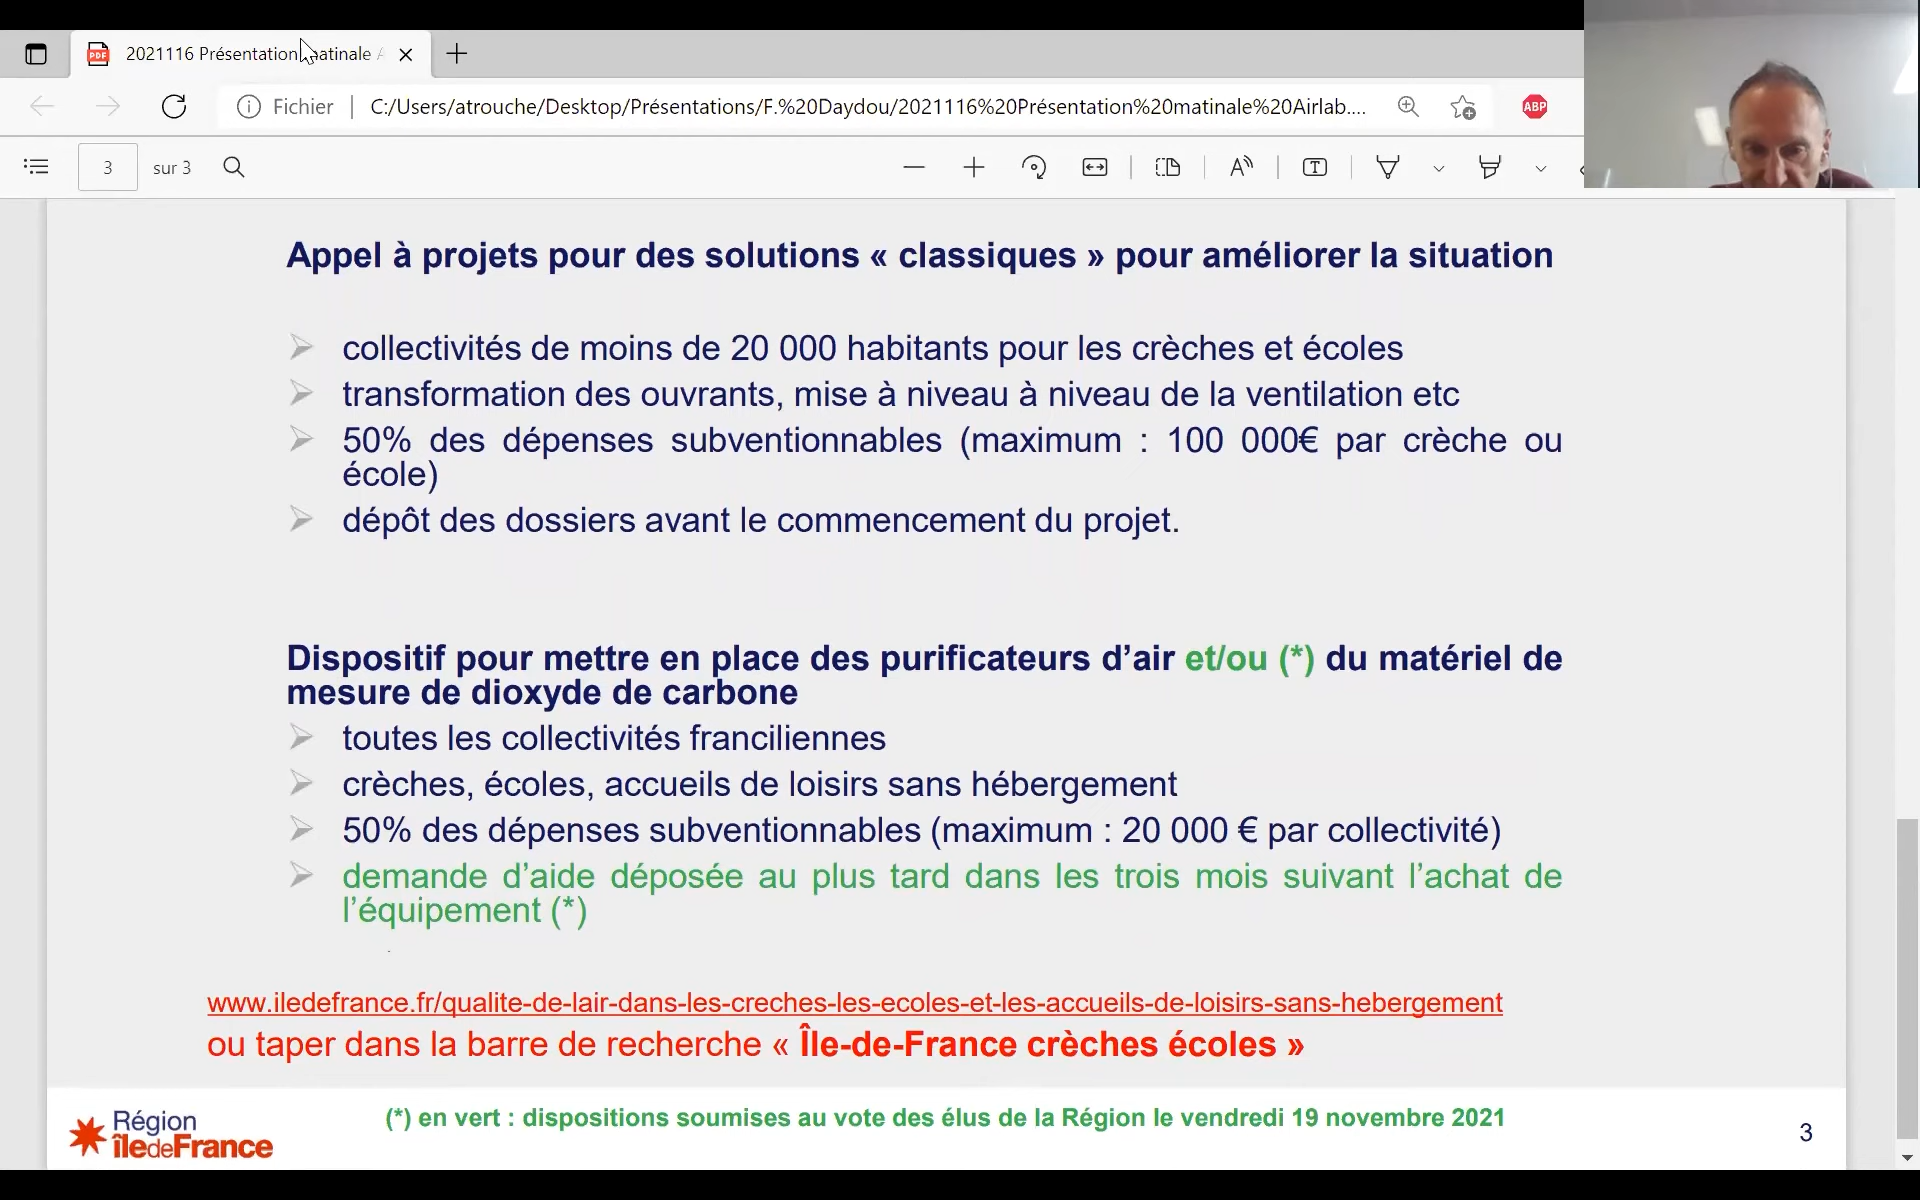 2021116 Présentation matinale A
Fichier
C:/Users/atrouche/Desktop/Présentations/F.%20Daydou/2021116%20Présentation%20matinale%20Airlab....
ABP
3 sur 3
Appel à projets pour des solutions « classiques » pour améliorer la situation
collectivités de moins de 20 000 habitants pour les crèches et écoles
transformation des ouvrants, mise à niveau à niveau de la ventilation etc
50% des dépenses subventionnables (maximum : 100 000€ par crèche ou
école)
dépôt des dossiers avant le commencement du projet.
Dispositif pour mettre en place des purificateurs d’air et/ou (*) du matériel de
mesure de dioxyde de carbone
toutes les collectivités franciliennes
crèches, écoles, accueils de loisirs sans hébergement
50% des dépenses subventionnables (maximum : 20 000 € par collectivité)
demande d’aide déposée au plus tard dans les trois mois suivant l’achat de
l’équipement (*)
www.iledefrance.fr/qualite-de-lair-dans-les-creches-les-ecoles-et-les-accueils-de-loisirs-sans-hebergement
ou taper dans la barre de recherche « Île-de-France crèches écoles »
(*) en vert : dispositions soumises au vote des élus de la Région le vendredi 19 novembre 2021
Région
îledeFrance
3